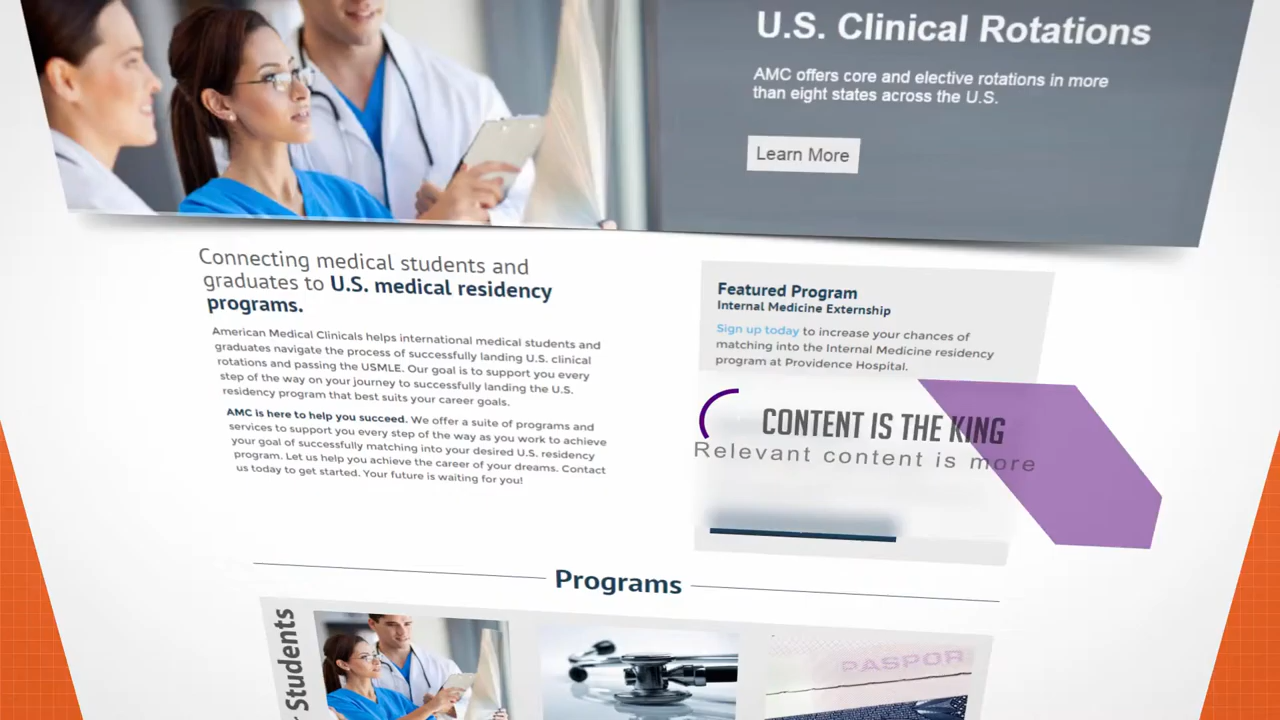 U.S. Clinical Rotations
AMC offers core and elective rotations in more
than eight states across the U.S.
Learn More
Connecting medical students and
graduates to U.S. medical residency
programs.
American Medical Clinicals helps international medical students and
graduates navigate the process of successfully landing U.S. clinical
rotations and passing the USMLE. Our goal is to support you every
step of the way on your journey to successfully landing the U.S.
residency program that best suits your career goals.
AMC is here to help you succeed. We offer a suite of programs and
services to support you every step of the way as you work to achieve
your goal of successfully matching into your desired U.S. residency
program. Let us help you achieve the career of your dreams. Contact
us today to get started. Your future is waiting for you!
Featured Program
Internal Medicine Externship
Sign up today to increase your chances of
matching into the Internal Medicine residency
program at Providence Hospital.
CONTENT IS THE KING
Relevant content is more
Programs
Students
PASPOR